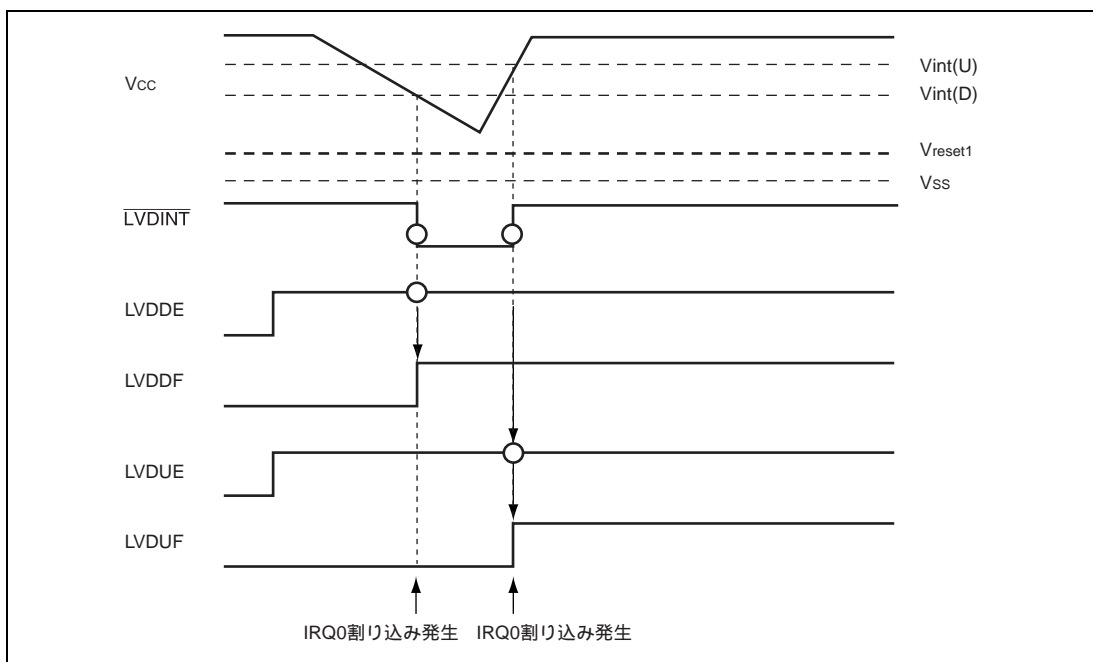 Vcc
Vint(U)
Vint(D)
Vreset1
Vss
LVDINT
LVDDE
LVDDF
LVDUE
LVDUF
IRQ0割り込み発生 IRQ0割り込み発生